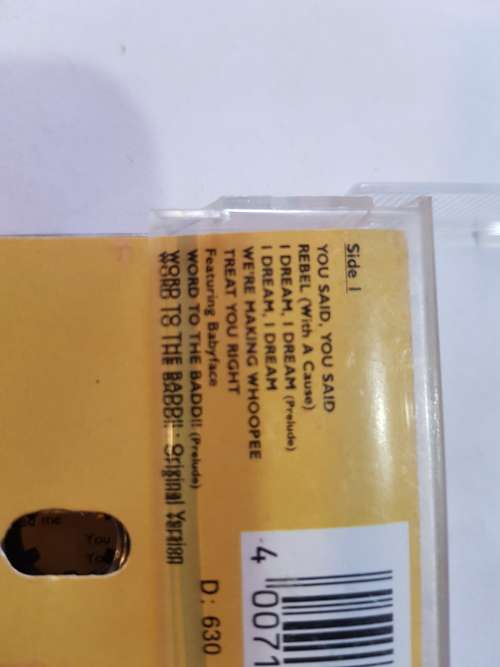 Side 1
YOU SAID, YOU SAID
REBEL (With A Cause)
I DREAM, I DREAM (Prelude)
I DREAM, I DREAM
WE'RE MAKING WHOOPEE
TREAT YOU RIGHT
Featuring Babyface
WORD TO THE BADD!! (Prelude)
WORD TO THE BADD!! - Original Version
D: 630
4 0071
You